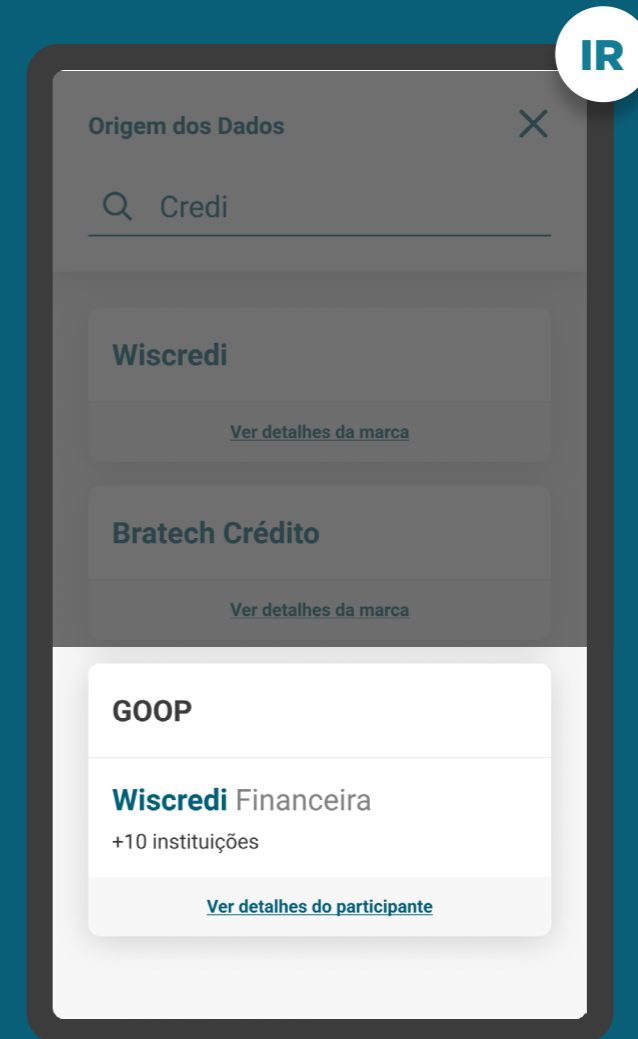 IR
Origem dos Dados
Credi
Wiscredi
Ver detalhes da marca
Bratech Crédito
Ver detalhes da marca
GOOP
Wiscredi Financeira
+10 instituições
Ver detalhes do participante